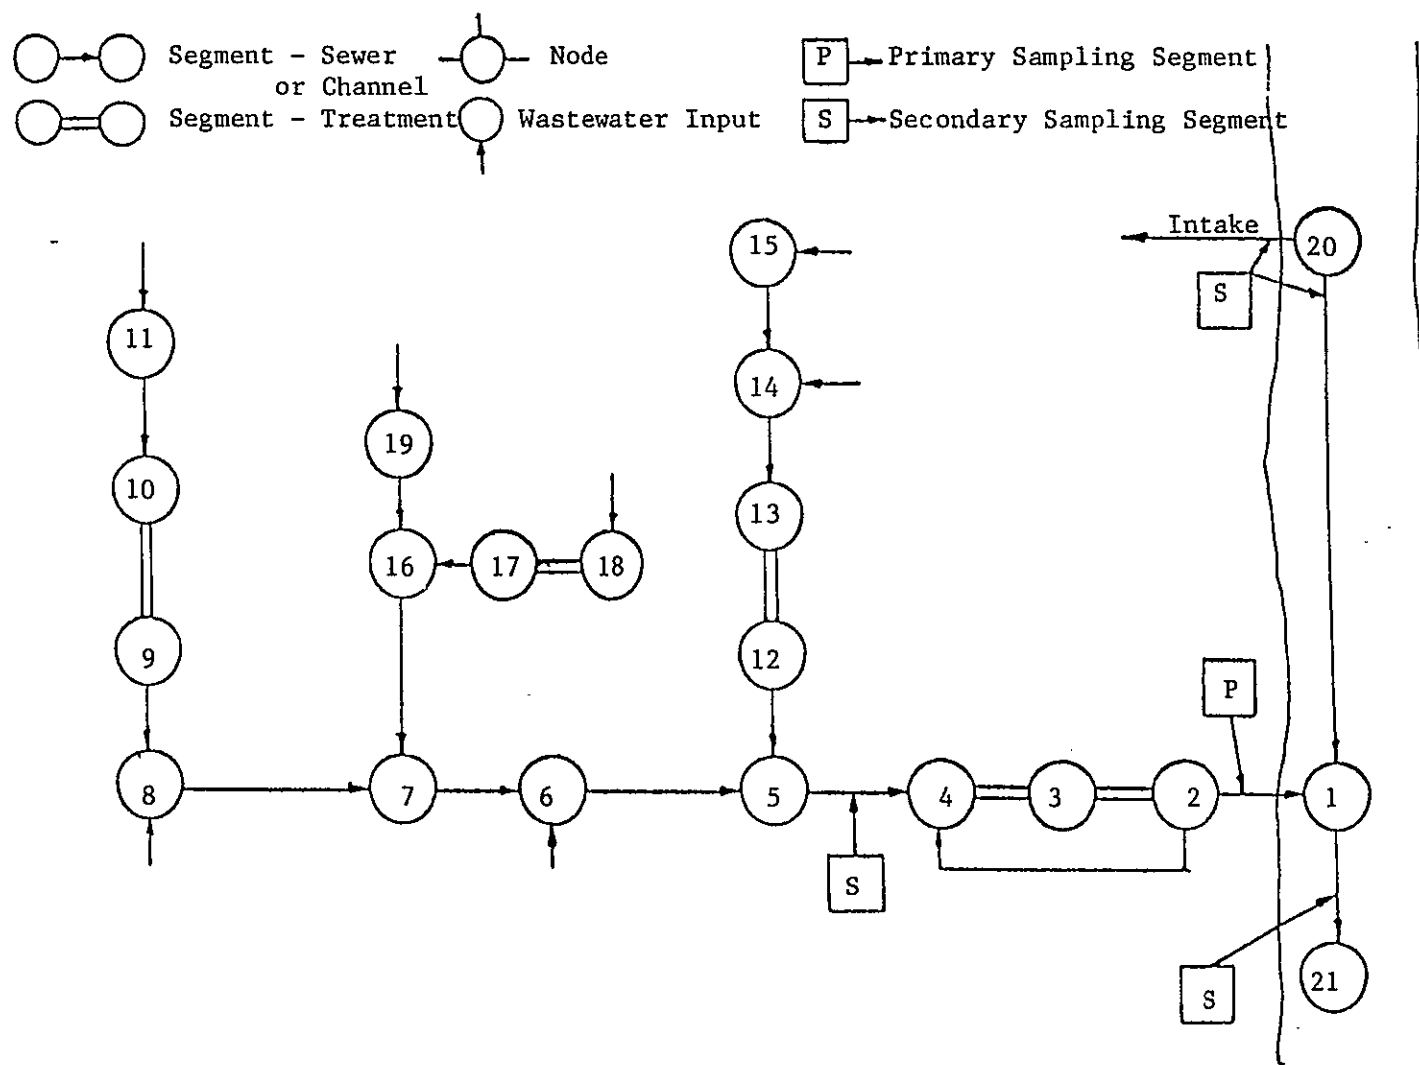 Segment - Sewer
or Channel
Node
P
Primary Sampling Segment
Segment - Treatment
Wastewater Input
S
Secondary Sampling Segment
15
Intake
20
S
11
14
19
10
13
16
17
18
9
12
P
8
7
6
5
4
3
2
1
S
S
21